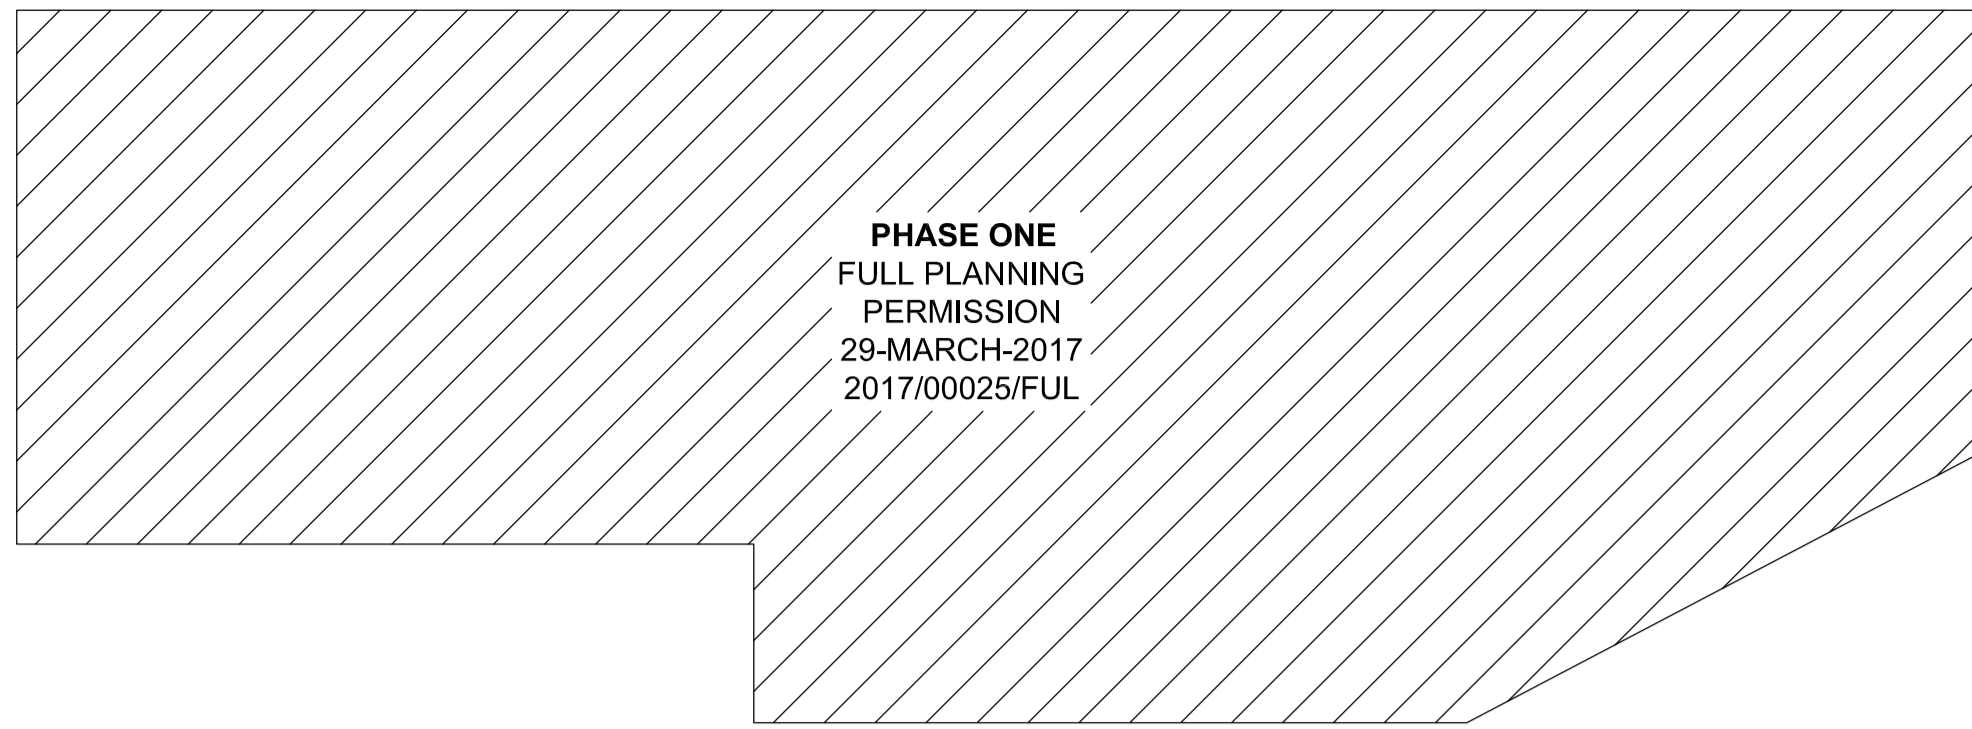 PHASE ONE
FULL PLANNING
PERMISSION
29-MARCH-2017
2017/00025/FUL